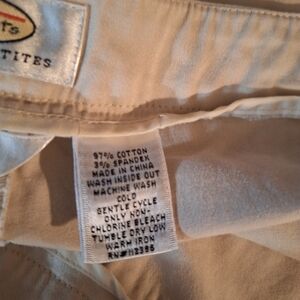 TITES
97% COTTON
3% SPANDEX
MADE IN CHINA
WASH INSIDE OUT
MACHINE WASH
COLD
GENTLE CYCLE
ONLY NON-
CHLORINE BLEACH
TUMBLE DRY LOW
WARM IRON